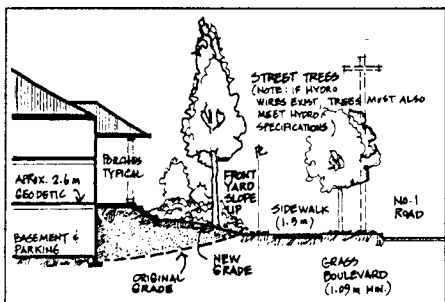 STREET TREES
(NOTE: IF HYDRO
WIRES EXIST, TREES MUST ALSO
MEET HYDRO
SPECIFICATIONS)
PORCHES
TYPICAL
APRX. 2.6 m
GEODETIC
FRONT
YARD
SLOPE
UP
SIDEWALK
(1.5 m)
NO. 1
ROAD
BASEMENT &
PARKING
NEW
GRADE
ORIGINAL
GRADE
GRASS
BOULEVARD
(1.09 m MIN.)